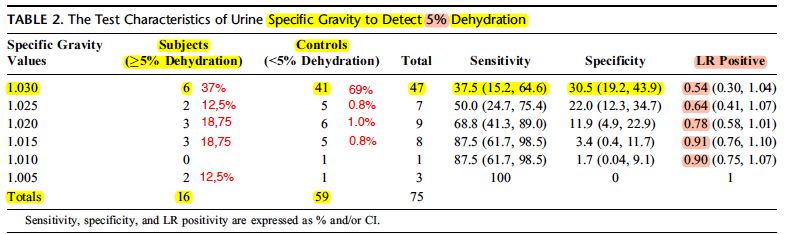 TABLE 2. The Test Characteristics of Urine Specific Gravity to Detect 5% Dehydration
Specific Gravity Values Subjects (≥5% Dehydration) Controls (<5% Dehydration) Total Sensitivity Specificity LR Positive
1.030 6 37% 41 69% 47 37.5 (15.2, 64.6) 30.5 (19.2, 43.9) 0.54 (0.30, 1.04)
1.025 2 12,5% 5 0.8% 7 50.0 (24.7, 75.4) 22.0 (12.3, 34.7) 0.64 (0.41, 1.07)
1.020 3 18,75 6 1.0% 9 68.8 (41.3, 89.0) 11.9 (4.9, 22.9) 0.78 (0.58, 1.01)
1.015 3 18,75 5 0.8% 8 87.5 (61.7, 98.5) 3.4 (0.4, 11.7) 0.91 (0.76, 1.10)
1.010 0 1 1 87.5 (61.7, 98.5) 1.7 (0.04, 9.1) 0.90 (0.75, 1.07)
1.005 2 12,5% 1 3 100 0 1
Totals 16 59 75
Sensitivity, specificity, and LR positivity are expressed as % and/or CI.